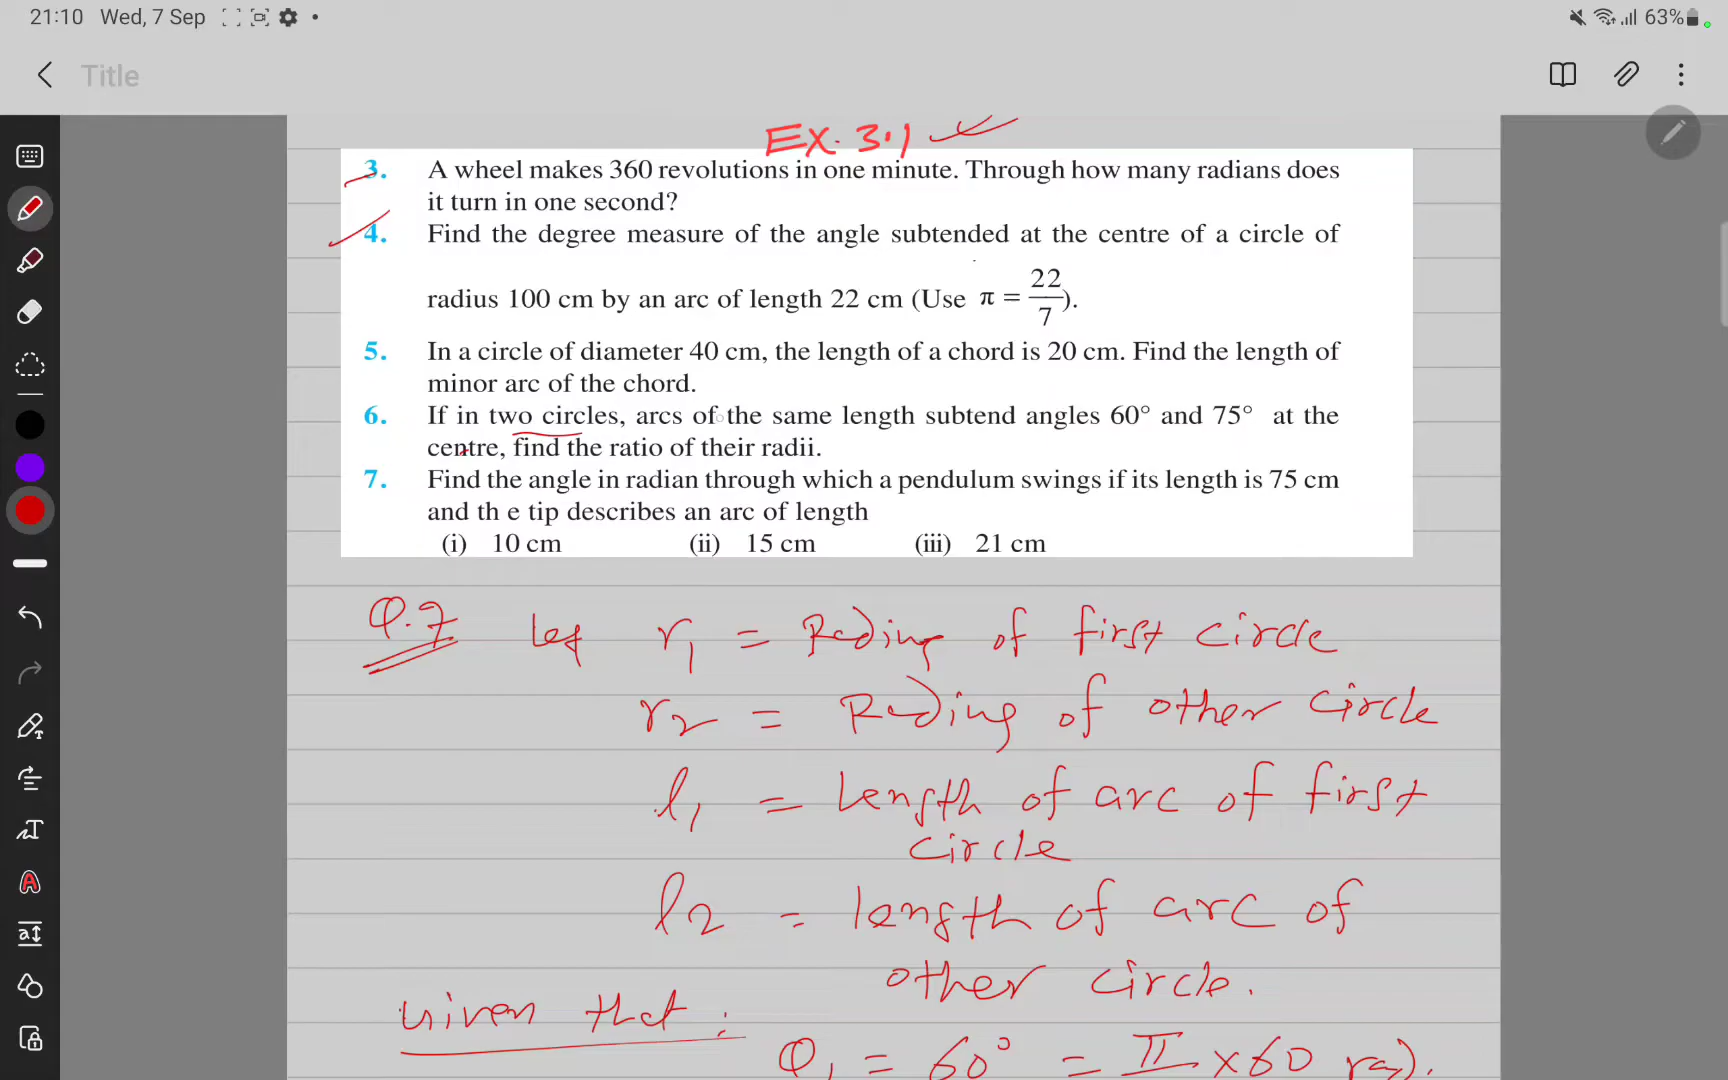 21:10 Wed, 7 Sep
63%
Title
EX. 3.1
3. A wheel makes 360 revolutions in one minute. Through how many radians does
it turn in one second?
4. Find the degree measure of the angle subtended at the centre of a circle of
radius 100 cm by an arc of length 22 cm (Use π = 22/7).
5. In a circle of diameter 40 cm, the length of a chord is 20 cm. Find the length of
minor arc of the chord.
6. If in two circles, arcs of the same length subtend angles 60° and 75° at the
centre, find the ratio of their radii.
7. Find the angle in radian through which a pendulum swings if its length is 75 cm
and th e tip describes an arc of length
(i) 10 cm (ii) 15 cm (iii) 21 cm
Q.7 let r1 = Radius of first circle
r2 = Radius of other circle
l1 = length of arc of first
circle
l2 = length of arc of
other circle.
Given that :
θ1 = 60° = π × 60 rad.